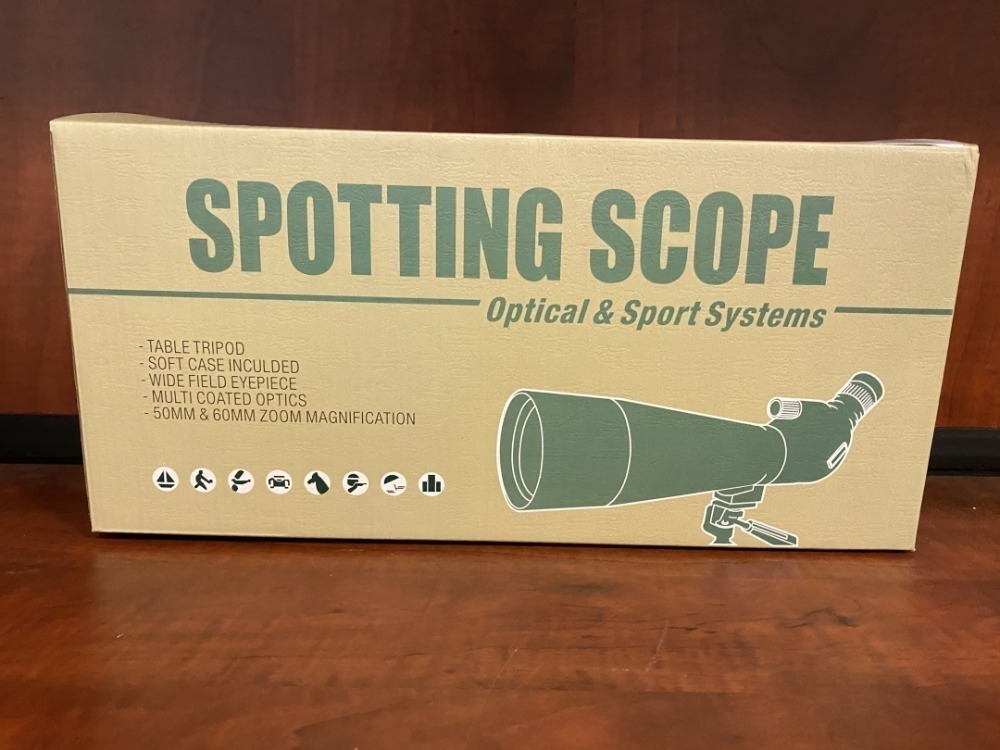 SPOTTING SCOPE
Optical & Sport Systems
- TABLE TRIPOD
- SOFT CASE INCULDED
- WIDE FIELD EYEPIECE
- MULTI COATED OPTICS
- 50MM & 60MM ZOOM MAGNIFICATION